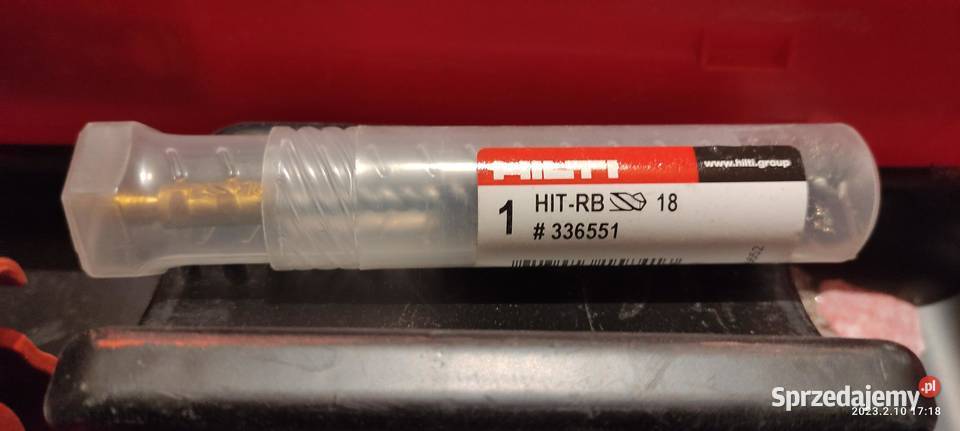 HILTI
www.hilti.group
1
HIT-RB 18
# 336551
Sprzedajemy.pl
2023.2.10 17:18